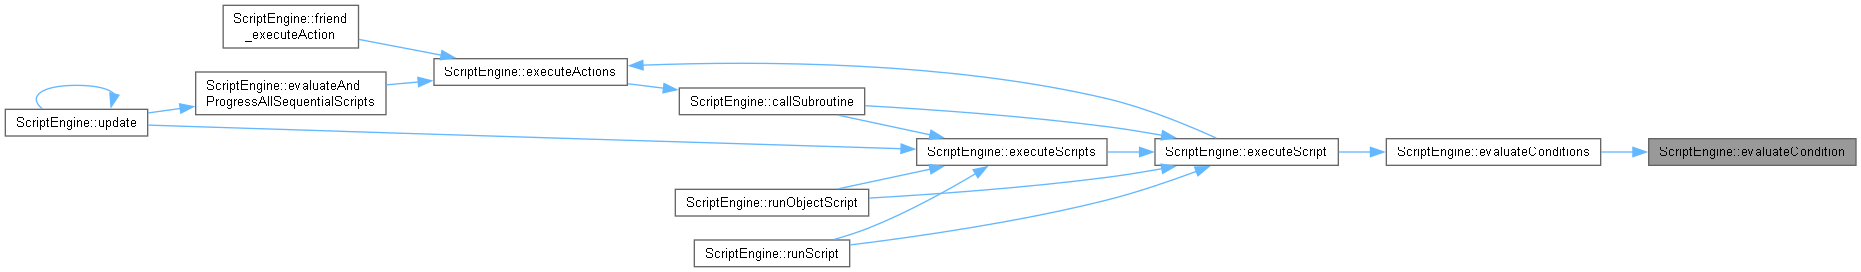 ScriptEngine::friend
_executeAction
ScriptEngine::executeActions
ScriptEngine::evaluateAnd
ProgressAllSequentialScripts
ScriptEngine::callSubroutine
ScriptEngine::update
ScriptEngine::executeScripts
ScriptEngine::executeScript
ScriptEngine::evaluateConditions
ScriptEngine::evaluateCondition
ScriptEngine::runObjectScript
ScriptEngine::runScript